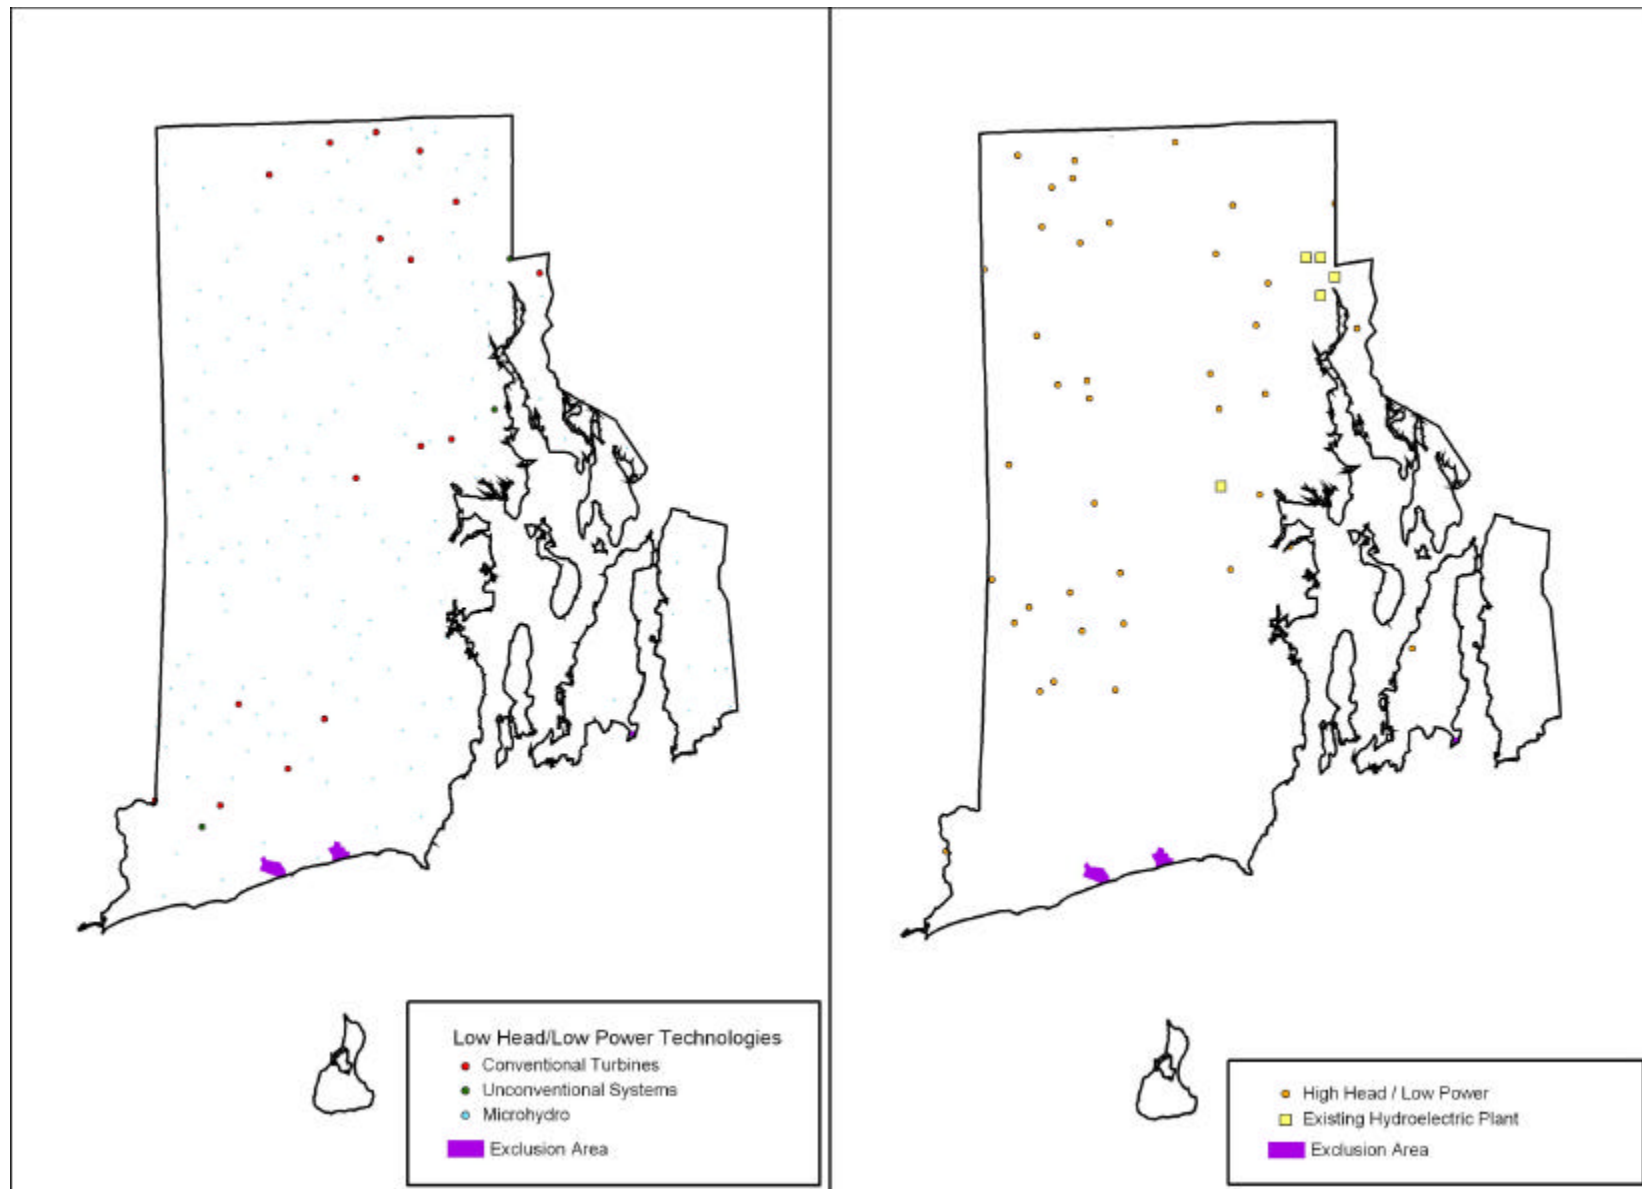 Low Head/Low Power Technologies
Conventional Turbines
Unconventional Systems
Microhydro
Exclusion Area
High Head / Low Power
Existing Hydroelectric Plant
Exclusion Area